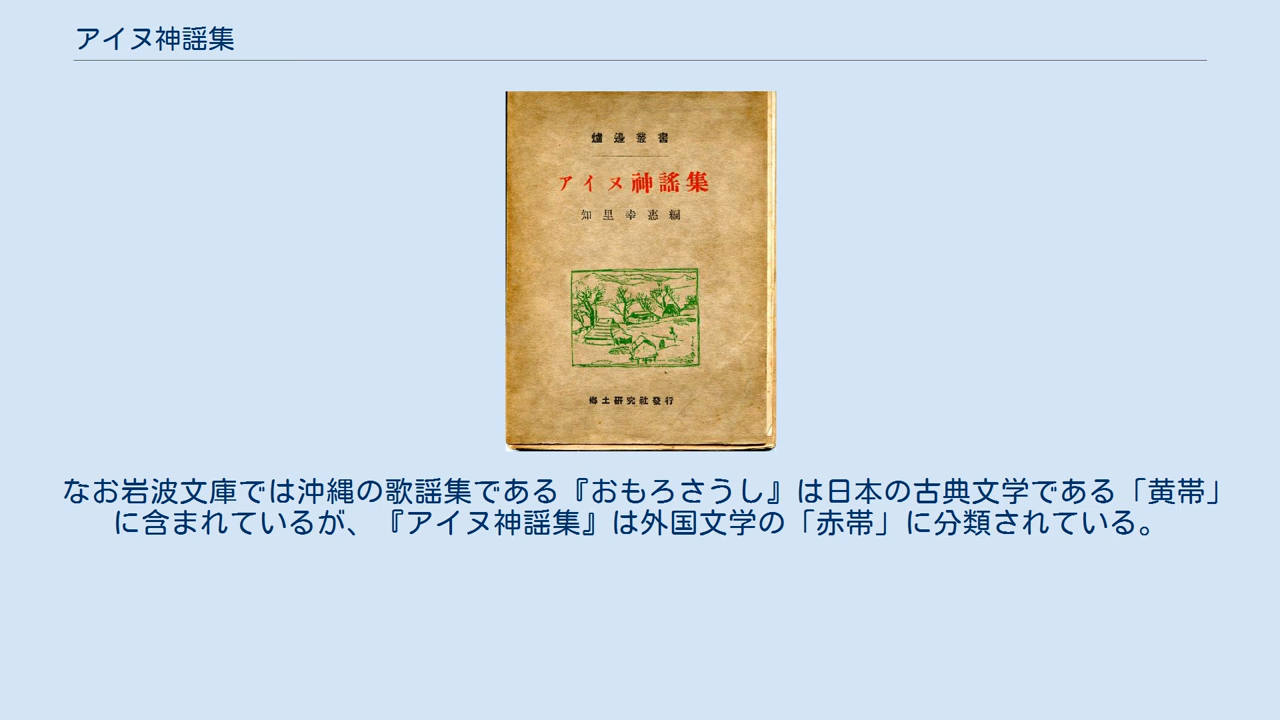 アイヌ神謡集
爐邊叢書
アイヌ神謡集
知里幸惠編
郷土研究社發行
なお岩波文庫では沖縄の歌謡集である『おもろさうし』は日本の古典文学である「黄帯」
に含まれているが、『アイヌ神謡集』は外国文学の「赤帯」に分類されている。